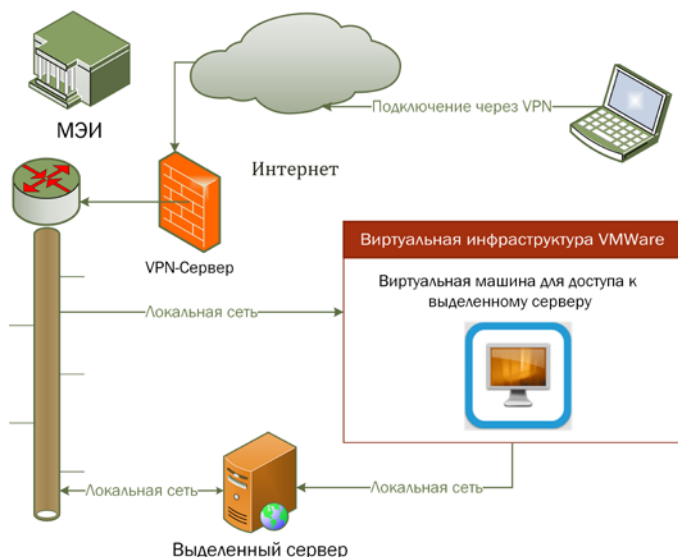 МЭИ
Подключение через VPN
Интернет
VPN-Сервер
Виртуальная инфраструктура VMWare
Виртуальная машина для доступа к
выделенному серверу
Локальная сеть
Локальная сеть
Локальная сеть
Выделенный сервер